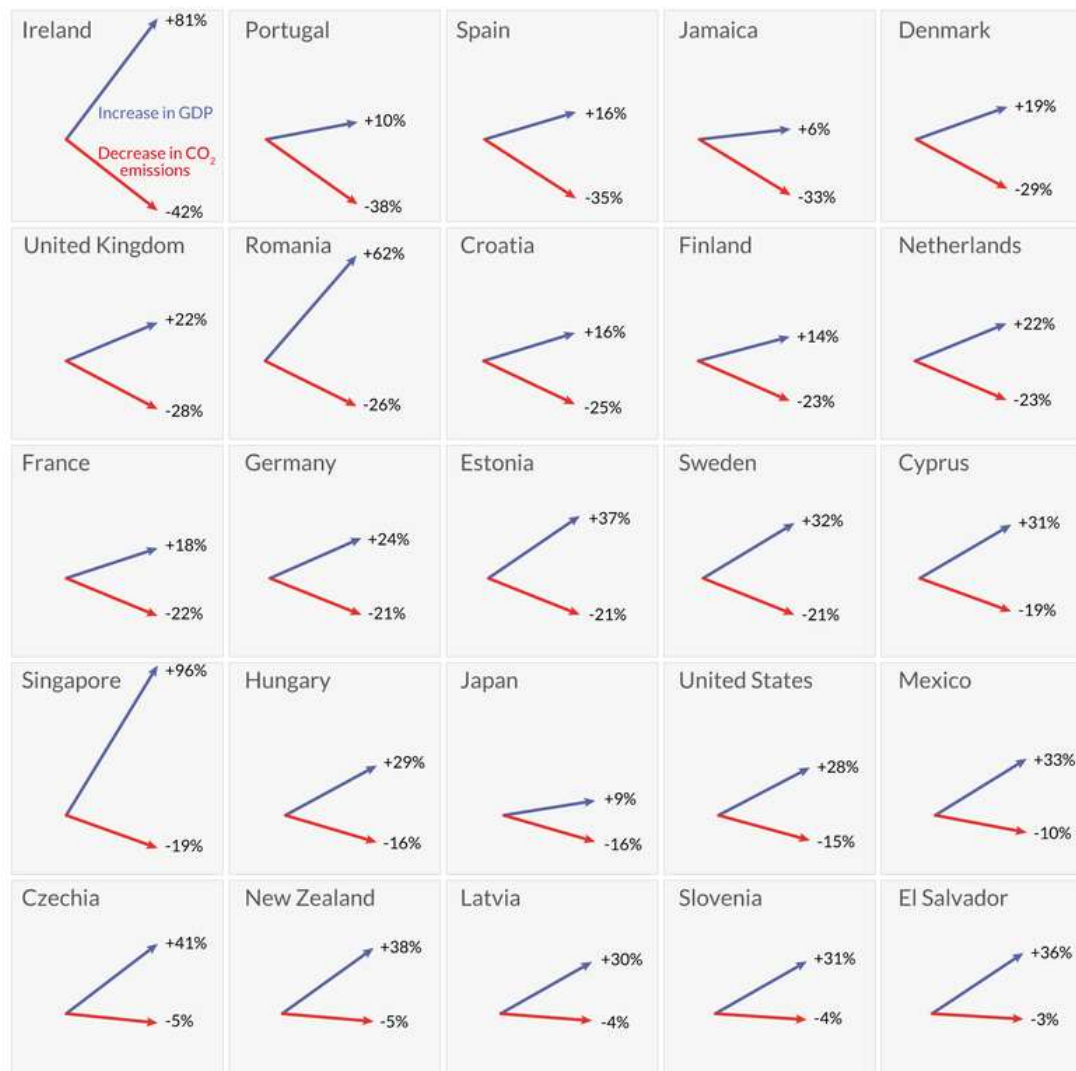 Ireland
+81%
Increase in GDP
Decrease in CO₂
emissions
-42%
Portugal
+10%
-38%
Spain
+16%
-35%
Jamaica
+6%
-33%
Denmark
+19%
-29%
United Kingdom
+22%
-28%
Romania
+62%
-26%
Croatia
+16%
-25%
Finland
+14%
-23%
Netherlands
+22%
-23%
France
+18%
-22%
Germany
+24%
-21%
Estonia
+37%
-21%
Sweden
+32%
-21%
Cyprus
+31%
-19%
Singapore
+96%
-19%
Hungary
+29%
-16%
Japan
+9%
-16%
United States
+28%
-15%
Mexico
+33%
-10%
Czechia
+41%
-5%
New Zealand
+38%
-5%
Latvia
+30%
-4%
Slovenia
+31%
-4%
El Salvador
+36%
-3%